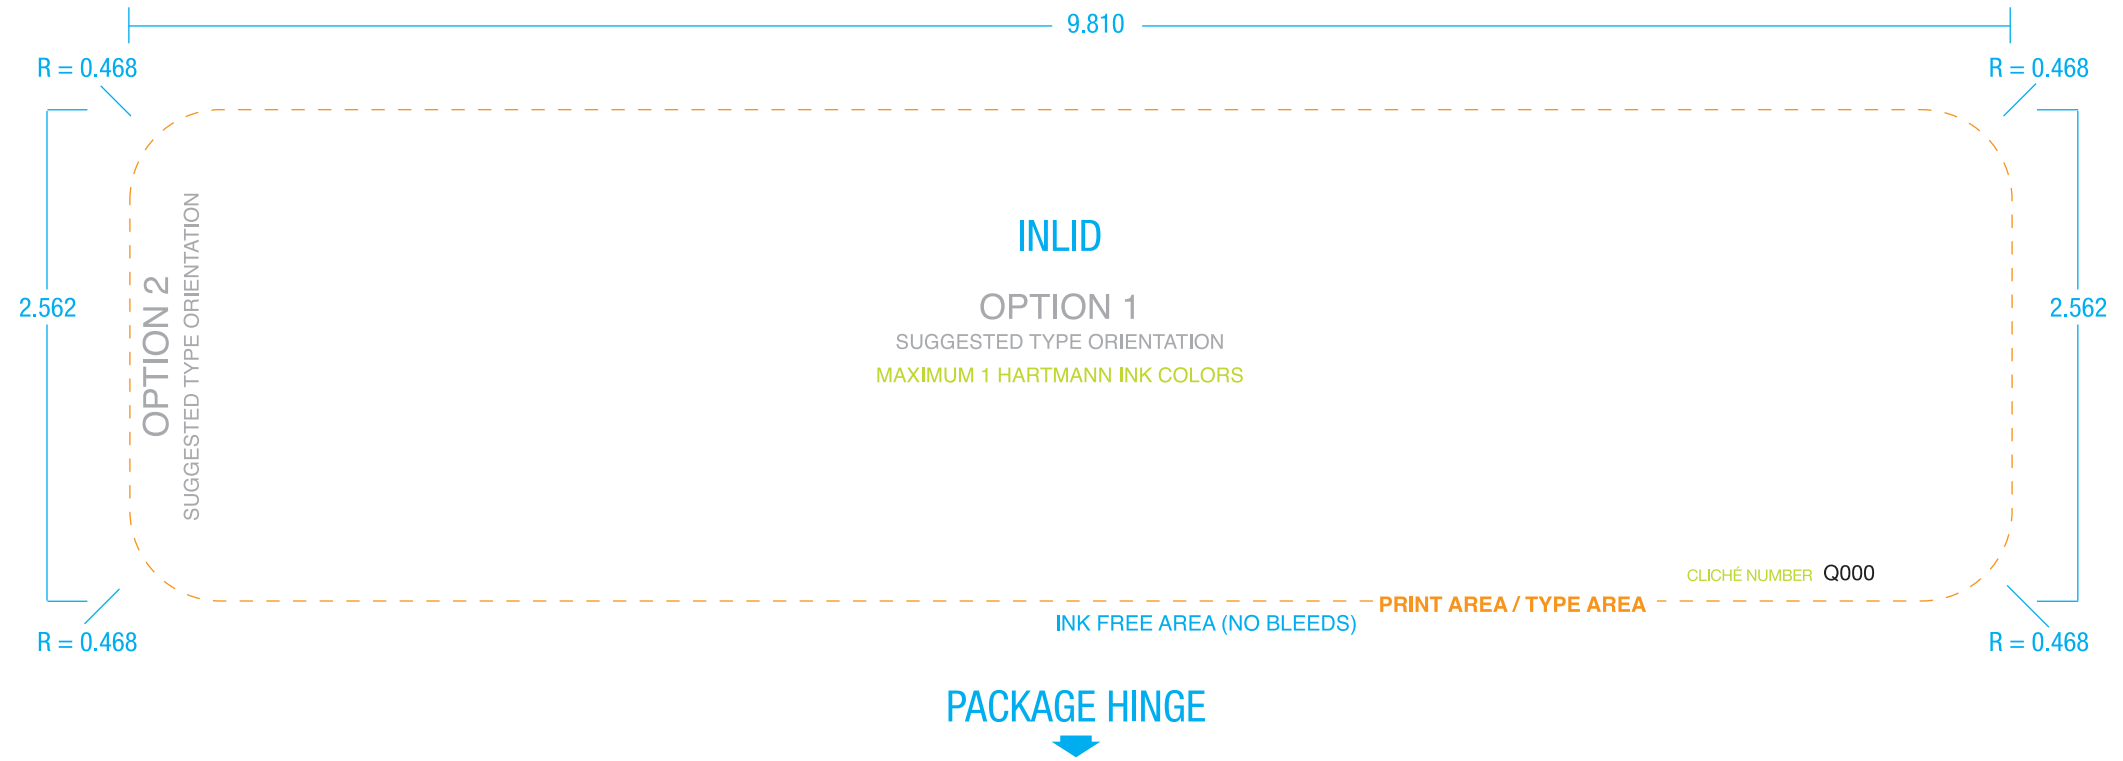 9.810
R = 0.468
R = 0.468
2.562
2.562
INLID
OPTION 1
SUGGESTED TYPE ORIENTATION
MAXIMUM 1 HARTMANN INK COLORS
OPTION 2
SUGGESTED TYPE ORIENTATION
CLICHÉ NUMBER Q000
PRINT AREA / TYPE AREA
INK FREE AREA (NO BLEEDS)
R = 0.468
R = 0.468
PACKAGE HINGE